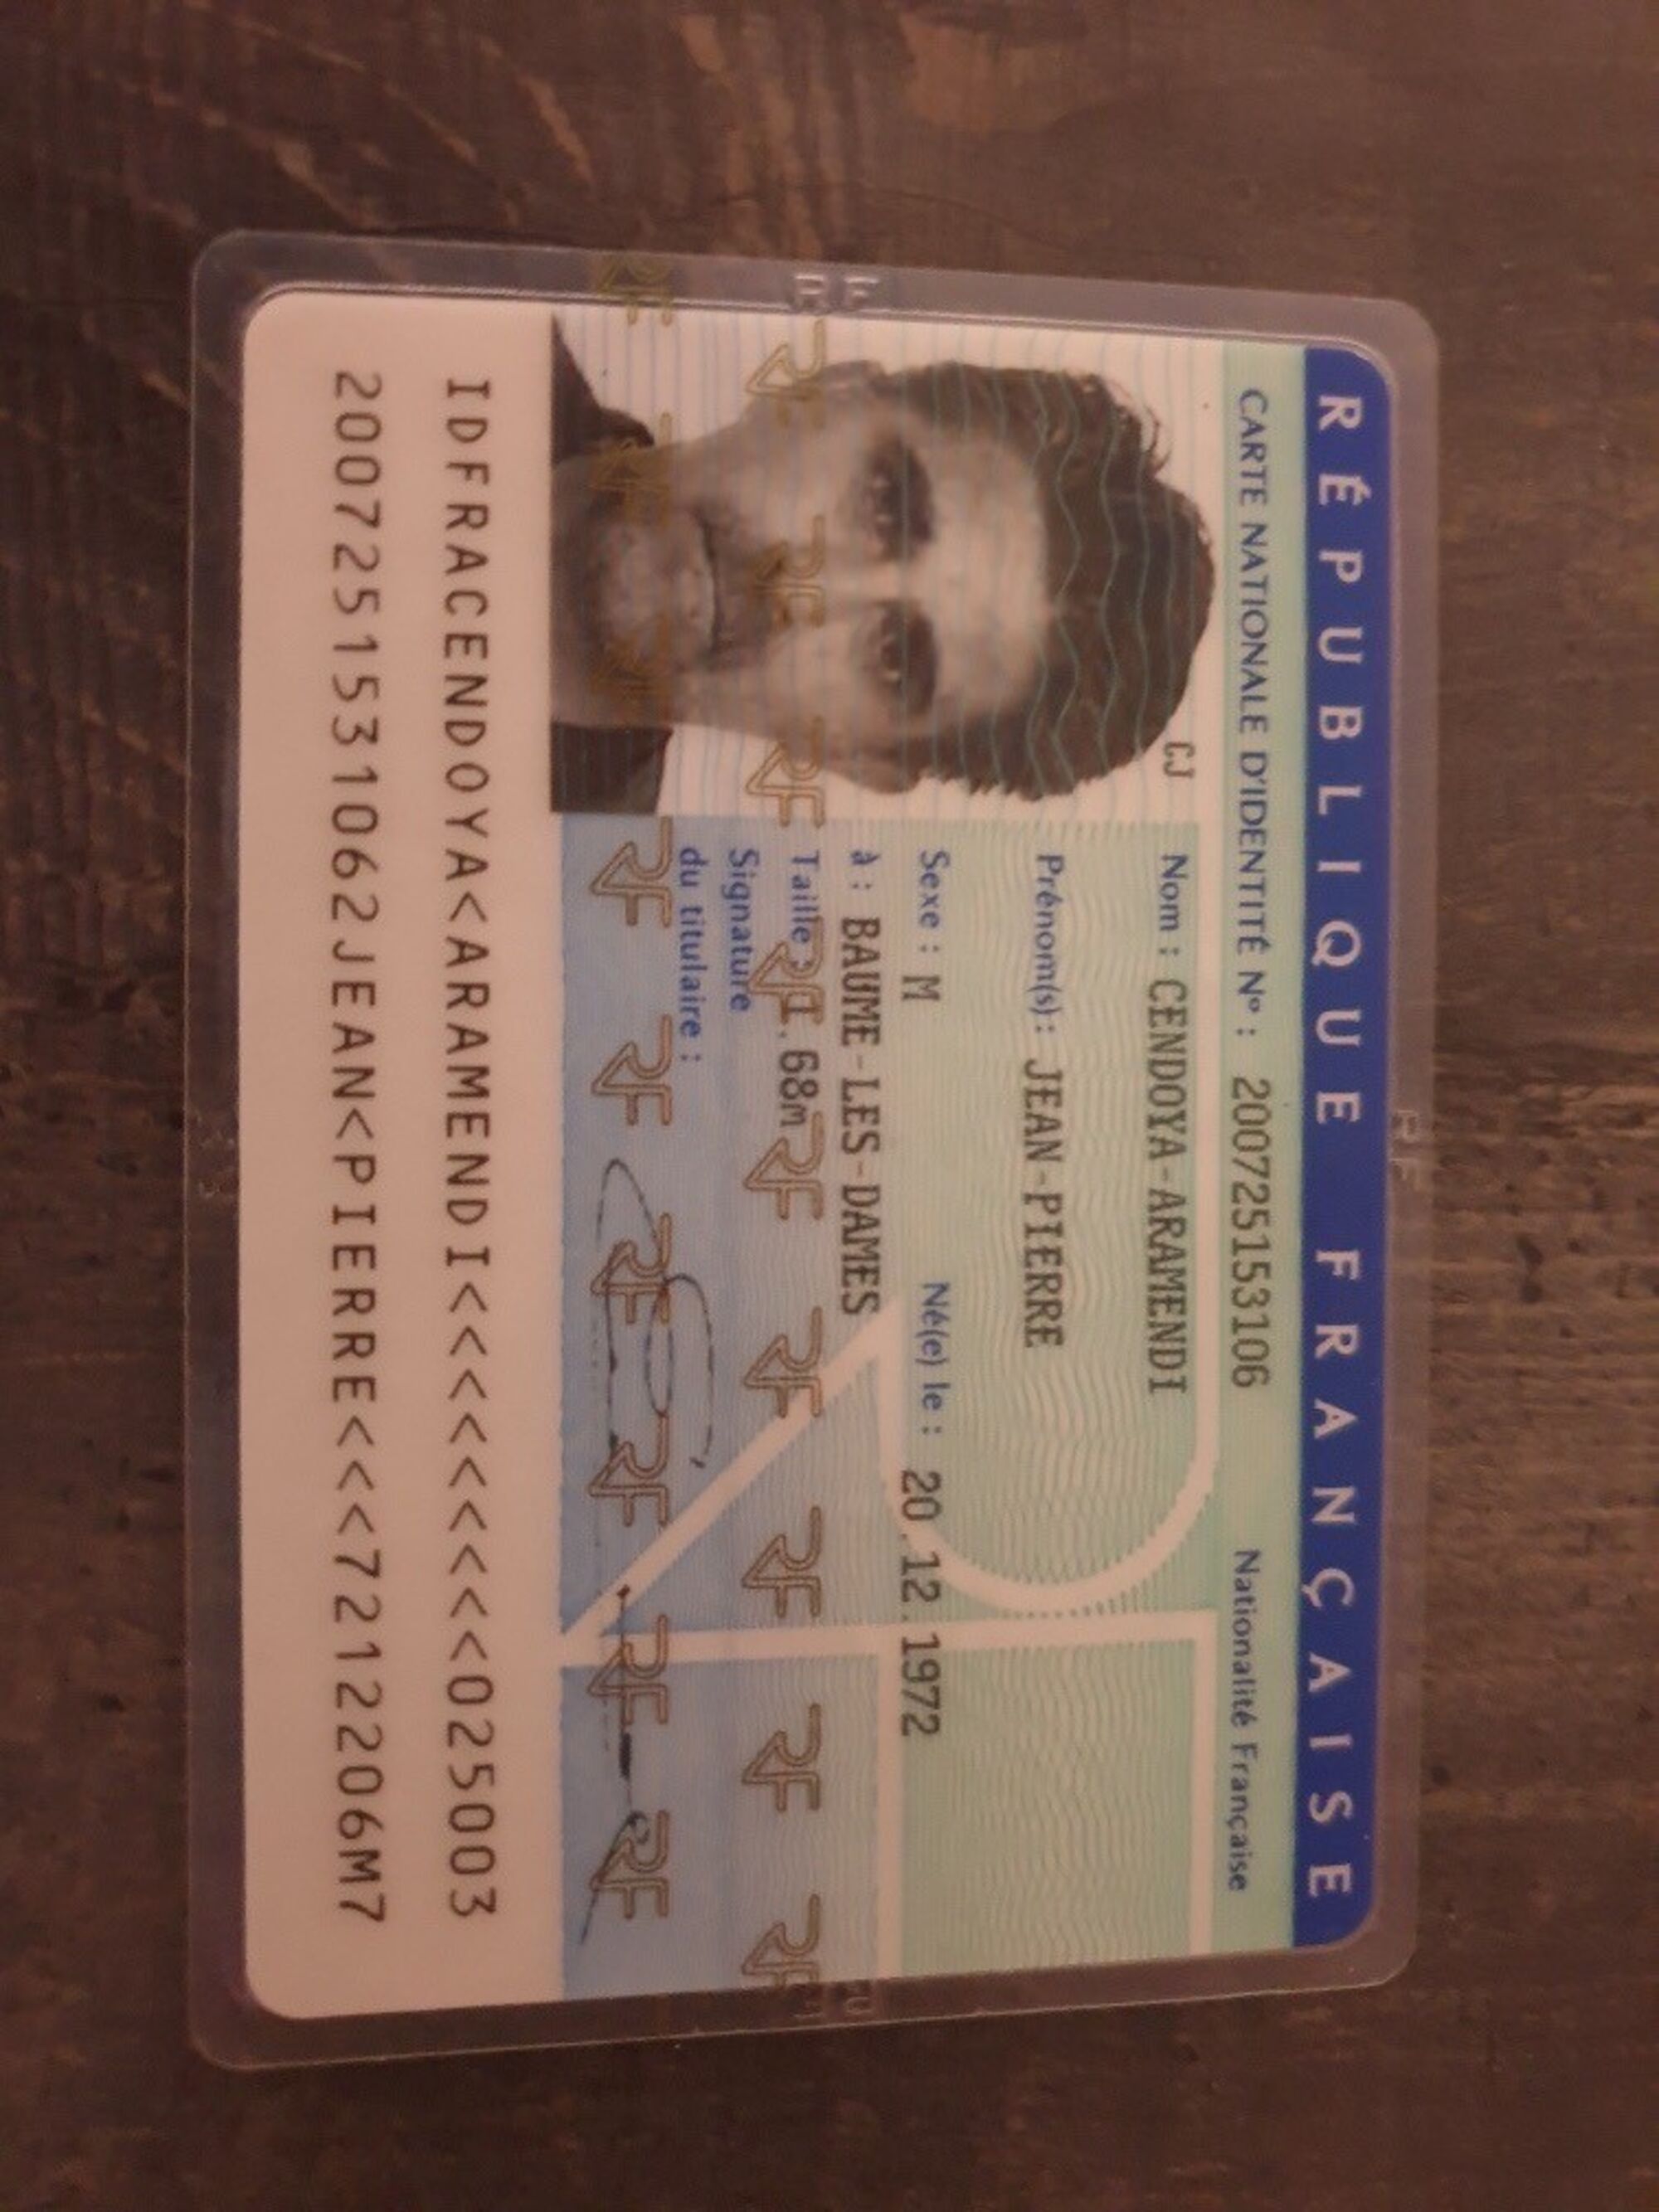 RÉPUBLIQUE FRANÇAISE
CARTE NATIONALE D'IDENTITÉ N° : 200725153106 Nationalité Française
CJ
Nom : CENDOYA-ARAMENDI
Prénom(s) : JEAN-PIERRE
Sexe : M Né(e) le : 20.12.1972
à : BAUME-LES-DAMES
Taille : 1.68m
Signature
du titulaire :
IDFRACENDOYA<ARAMENDI<<<<<<<<<025003
2007251531062JEAN<PIERRE<<<7212206M7